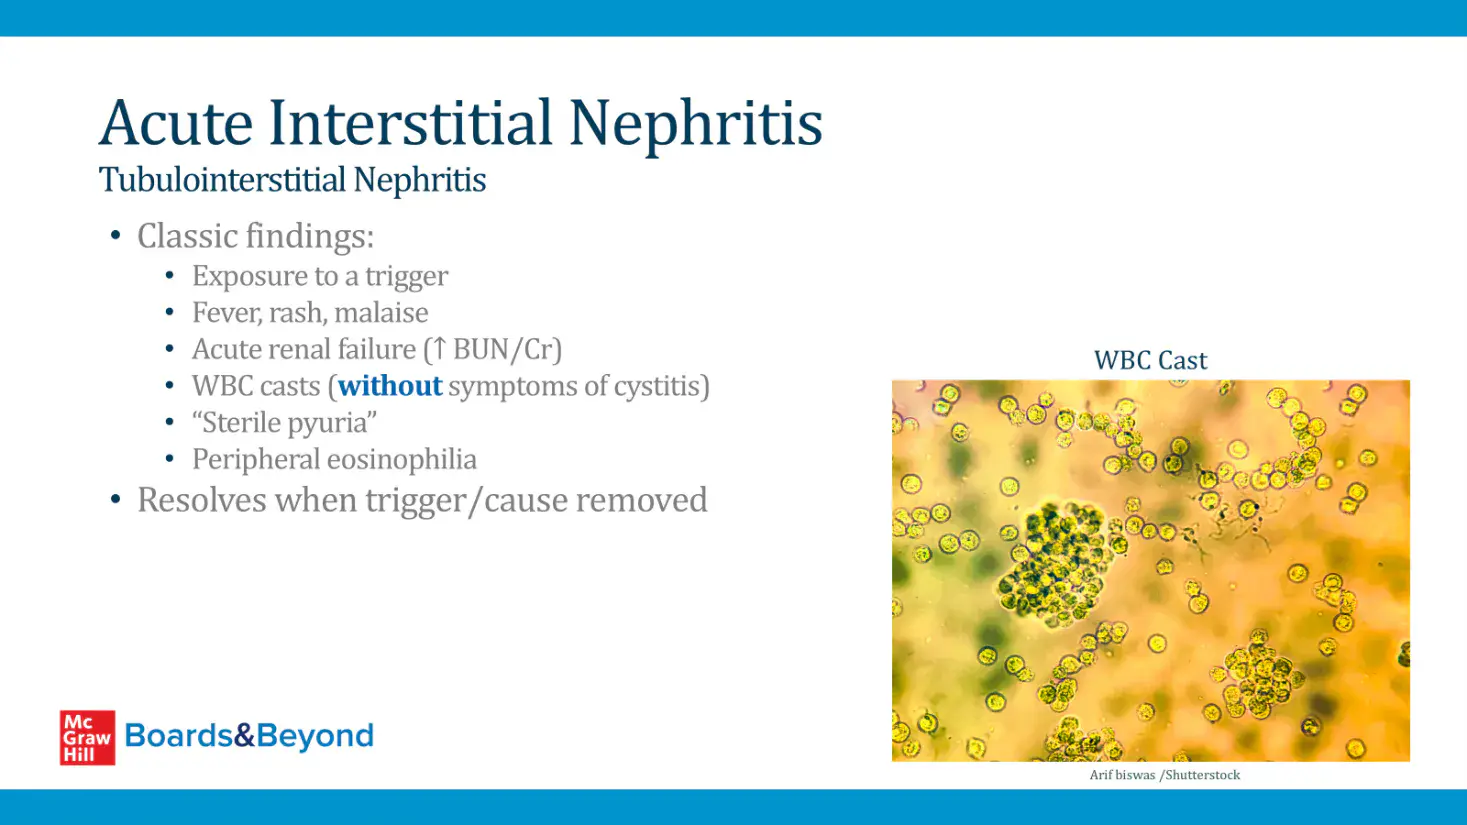 Acute Interstitial Nephritis
Tubulointerstitial Nephritis
• Classic findings:
• Exposure to a trigger
• Fever, rash, malaise
• Acute renal failure (↑ BUN/Cr)
• WBC casts (without symptoms of cystitis)
• “Sterile pyuria”
• Peripheral eosinophilia
• Resolves when trigger/cause removed
WBC Cast
Arif biswas /Shutterstock
Mc
Graw
Hill
Boards&Beyond